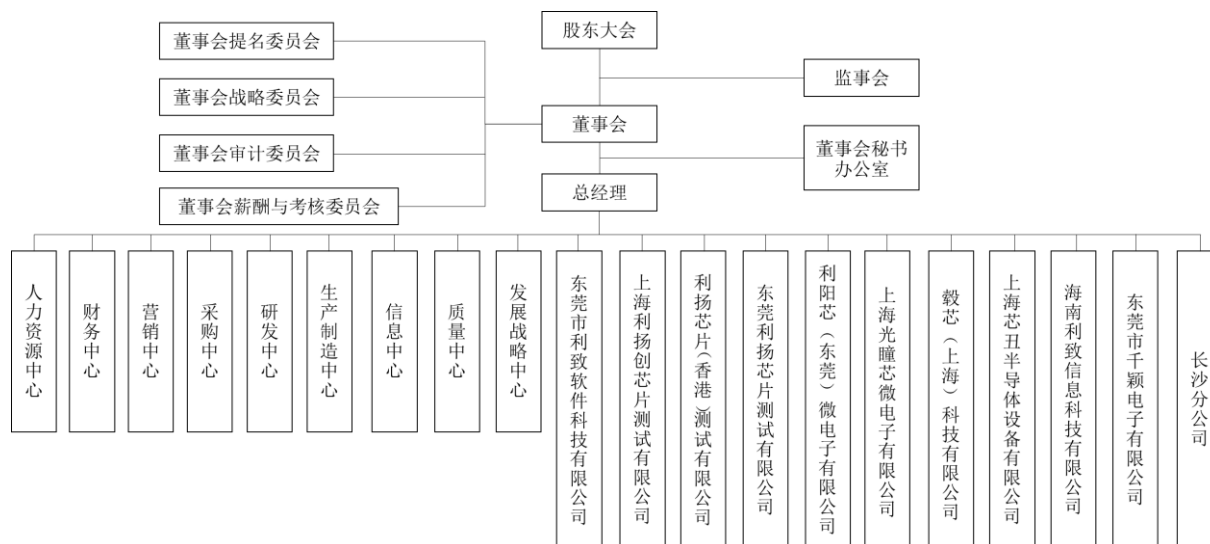 股东大会
董事会提名委员会
监事会
董事会战略委员会
董事会
董事会秘书
办公室
董事会审计委员会
总经理
董事会薪酬与考核委员会
人力资源中心
财务中心
营销中心
采购中心
研发中心
生产制造中心
信息中心
质量中心
发展战略中心
东莞市利致软件科技有限公司
上海利扬创芯片测试有限公司
利扬芯片(香港)测试有限公司
东莞利扬芯片测试有限公司
利阳芯（东莞）微电子有限公司
上海光瞳芯微电子有限公司
毂芯（上海）科技有限公司
上海芯丑半导体设备有限公司
海南利致信息科技有限公司
东莞市千颖电子有限公司
长沙分公司